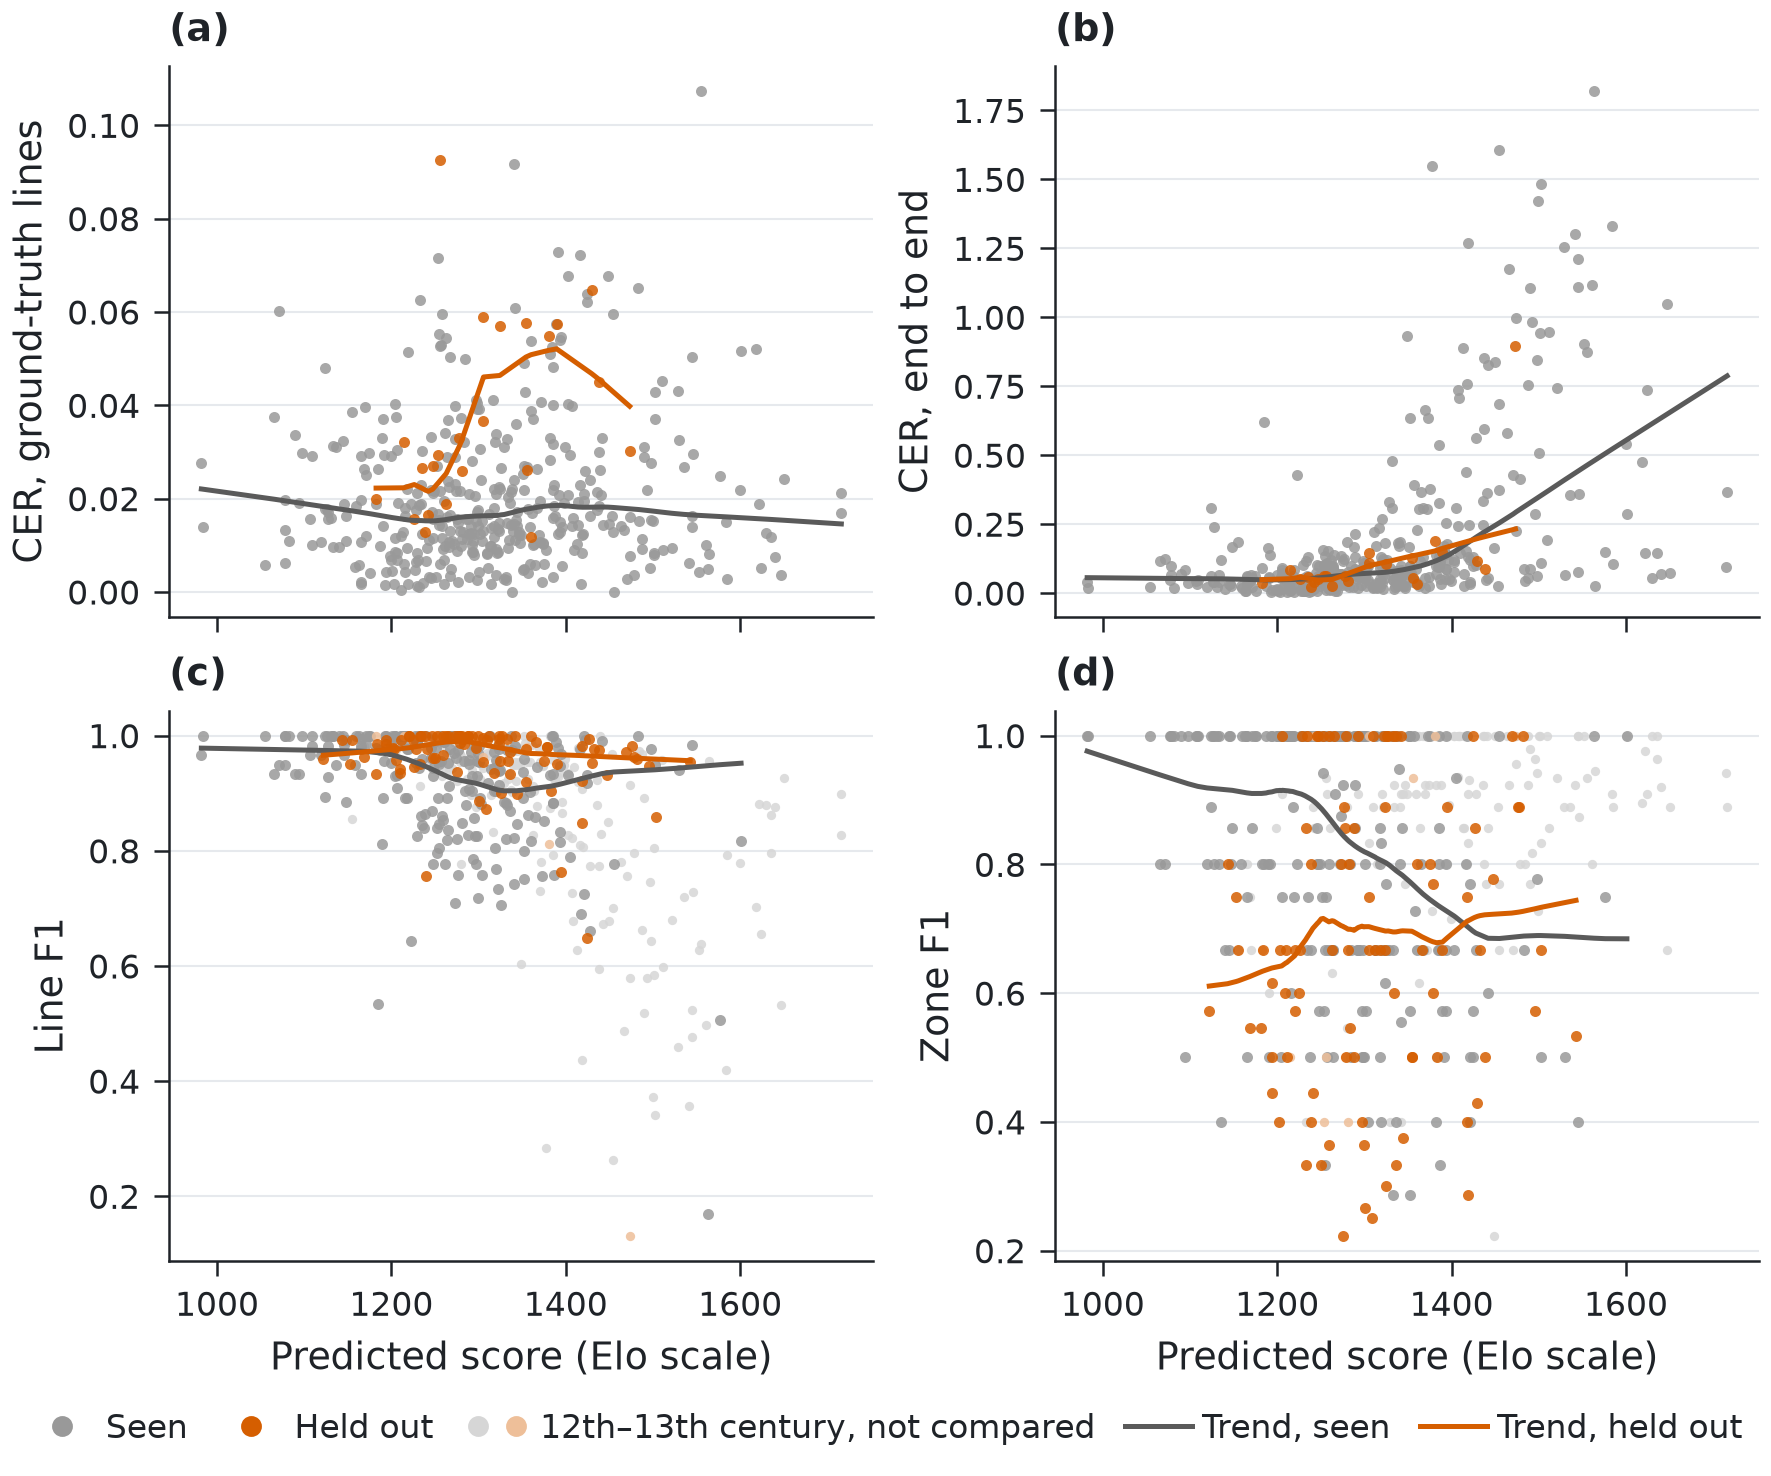 (a)
(b)
CER, ground-truth lines
0.10
0.08
0.06
0.04
0.02
0.00
CER, end to end
1.75
1.50
1.25
1.00
0.75
0.50
0.25
0.00
(c)
(d)
Line F1
1.0
0.8
0.6
0.4
0.2
1000 1200 1400 1600
Predicted score (Elo scale)
Zone F1
1.0
0.8
0.6
0.4
0.2
1000 1200 1400 1600
Predicted score (Elo scale)
Seen Held out 12th–13th century, not compared Trend, seen Trend, held out